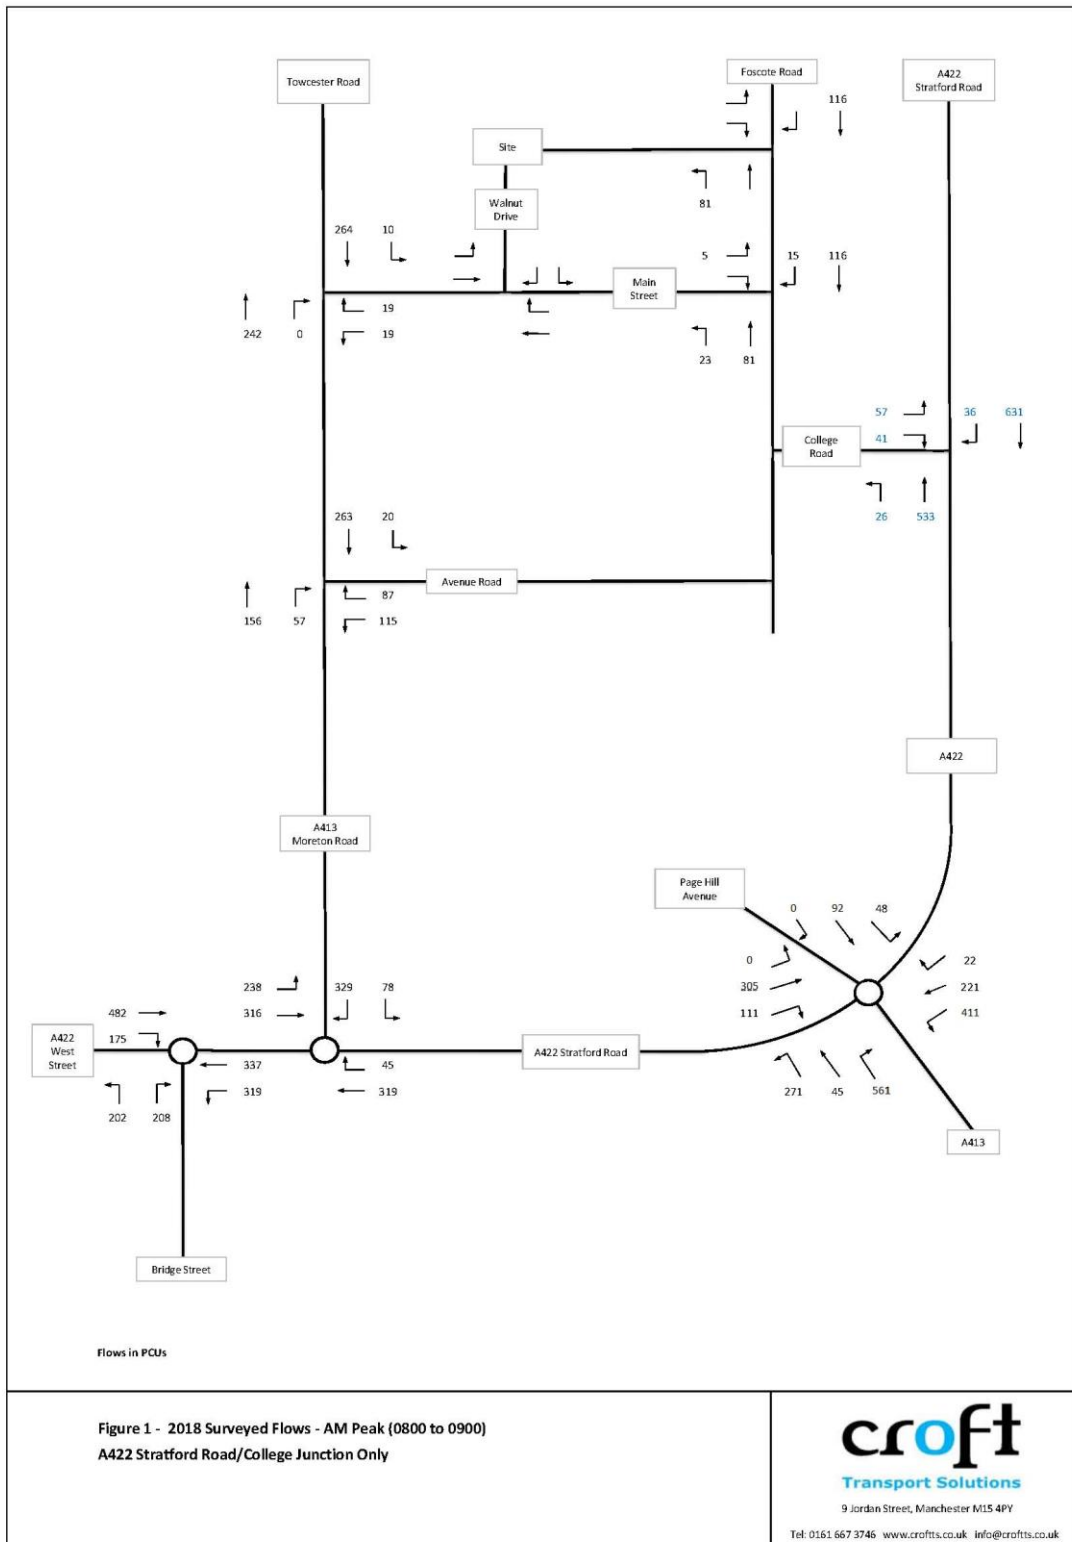 Towcester Road
Foscote Road
A422
Stratford Road
116
Site
Walnut
Drive
81
264 10
5 15 116
Main
Street
19
242 0 19
23 81
57 36 631
41
College
Road
26 533
263 20
Avenue Road
87
156 57 115
A422
A413
Moreton Road
Page Hill
Avenue
0 92 48
0 22
305 221
111 411
238 329 78
316
482
175
A422
West
Street
337 45
A422 Stratford Road
319 319
202 208
271 45 561
A413
Bridge Street
Flows in PCUs
Figure 1 - 2018 Surveyed Flows - AM Peak (0800 to 0900)
A422 Stratford Road/College Junction Only
croft
Transport Solutions
9 Jordan Street, Manchester M15 4PY
Tel: 0161 667 3746 www.croftts.co.uk info@croftts.co.uk